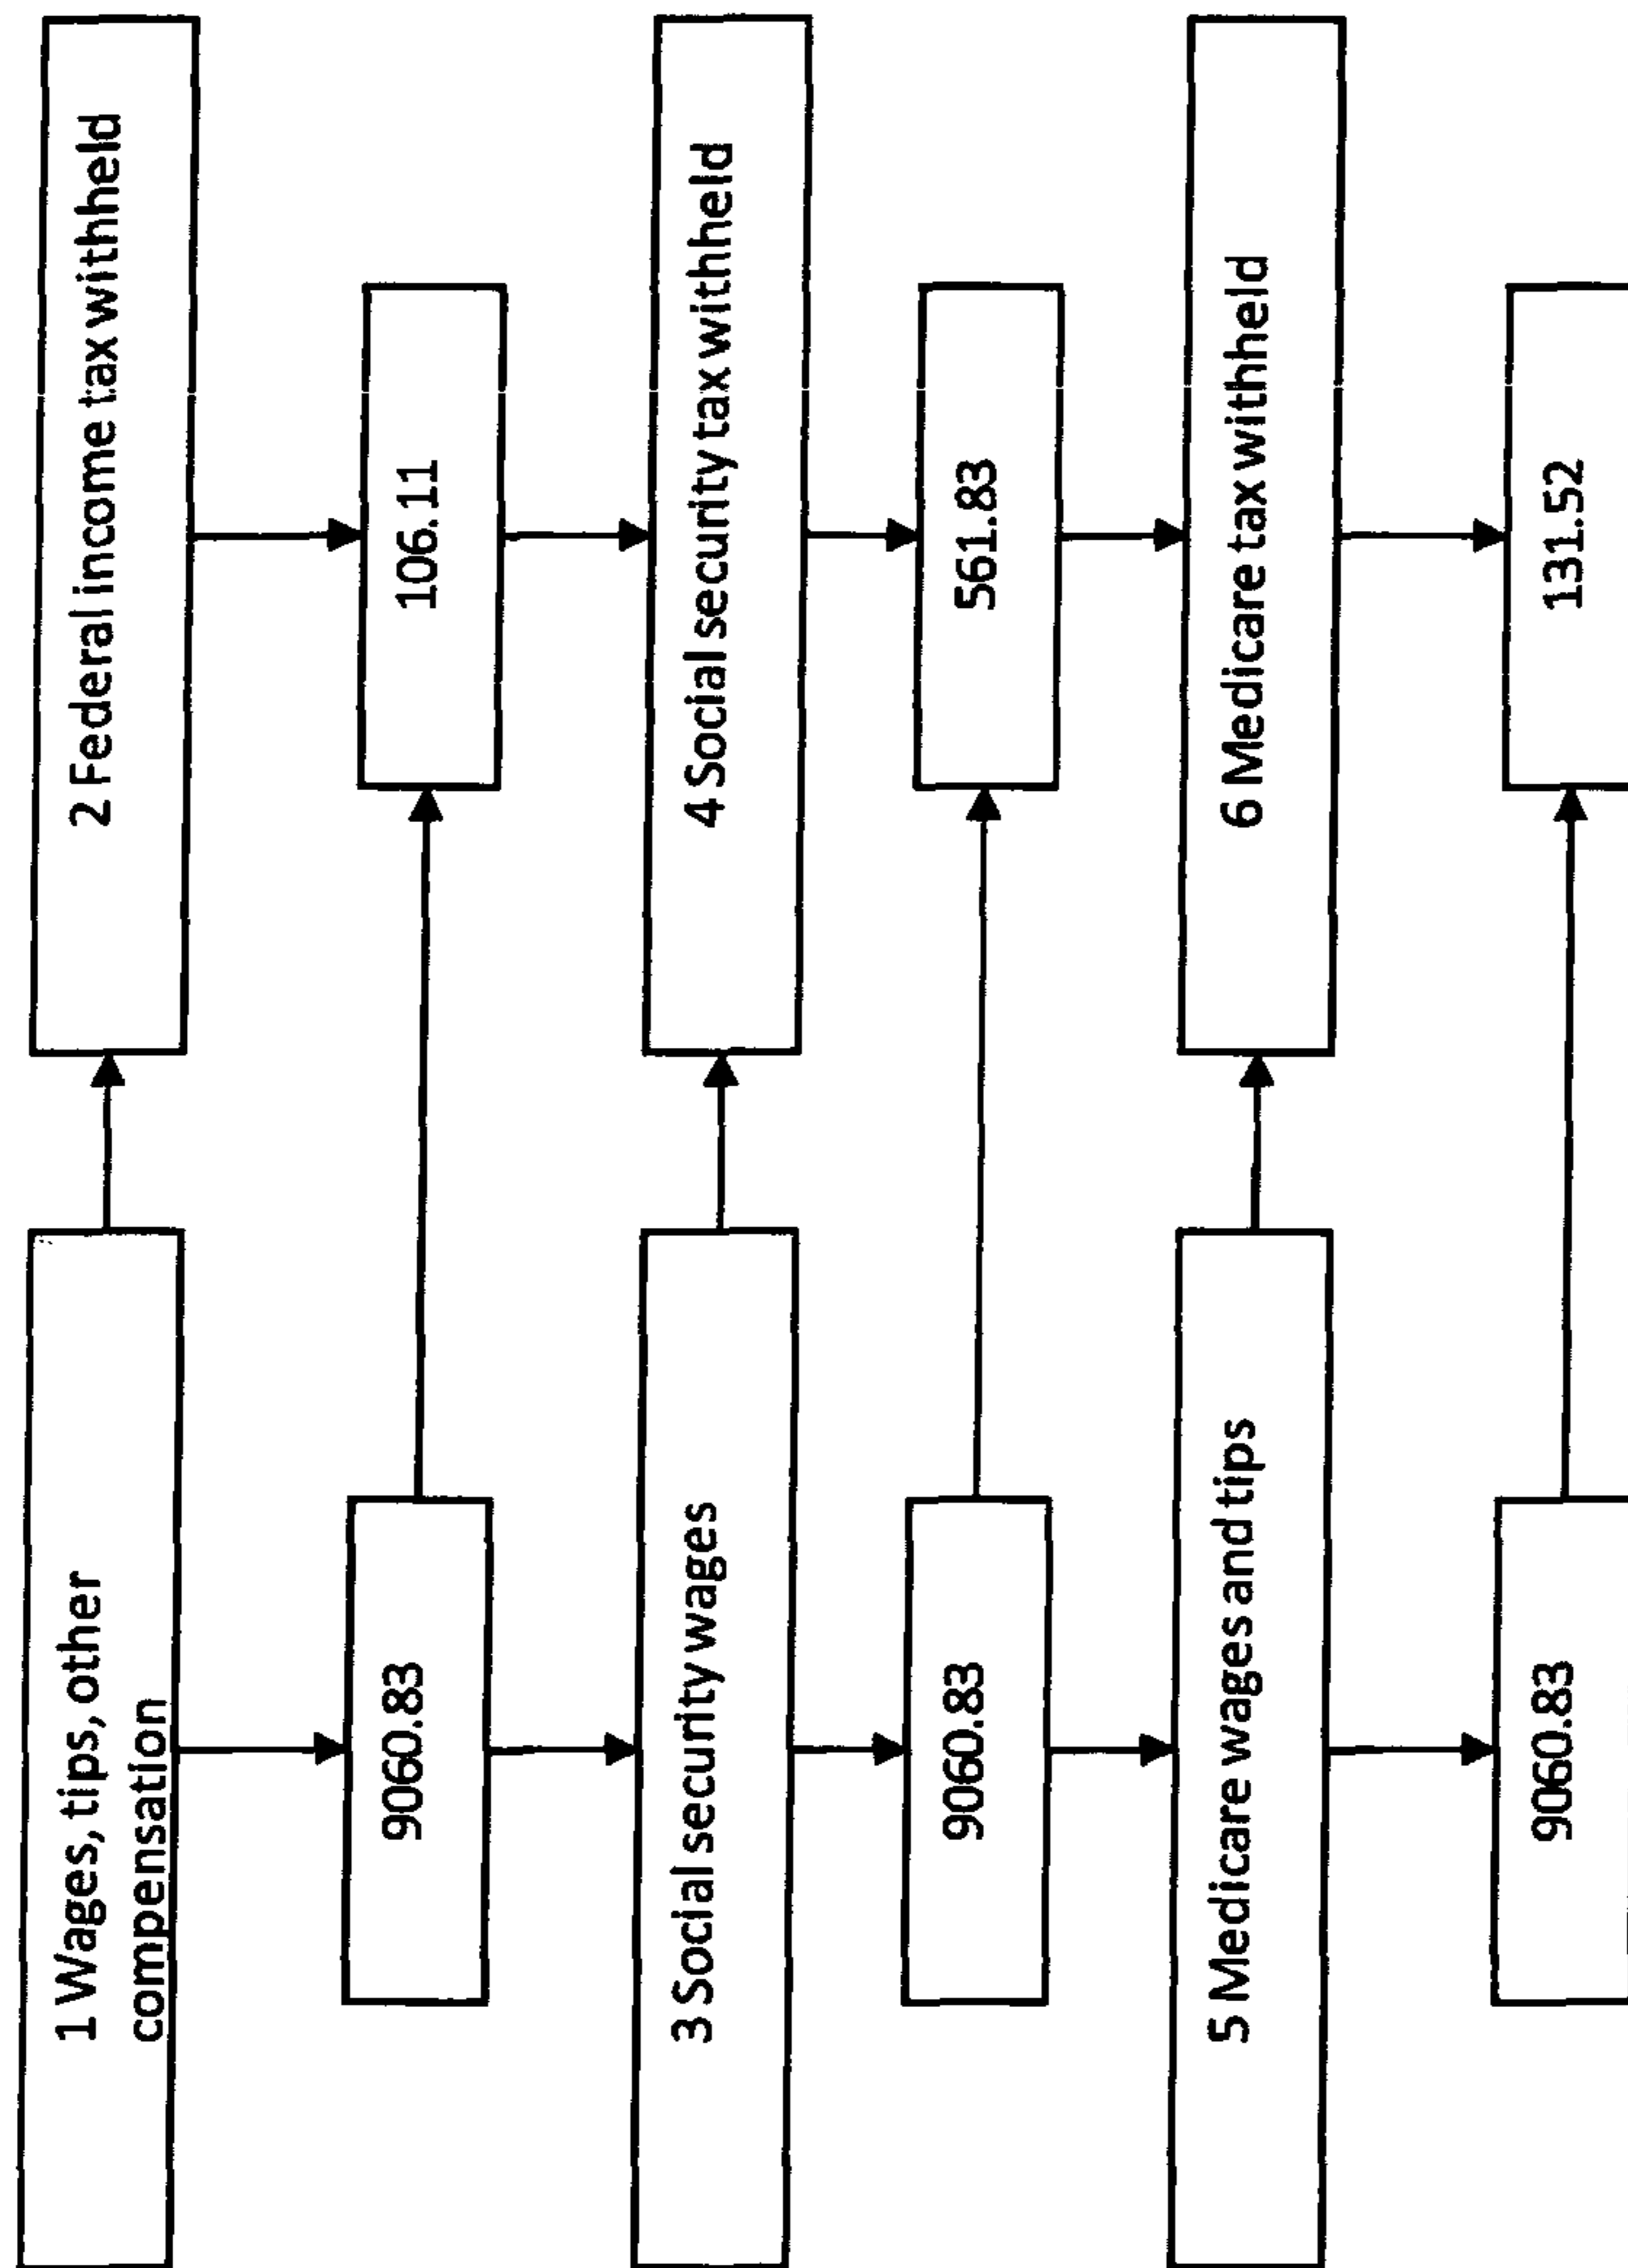 1 Wages, tips, other
compensation
2 Federal income tax withheld
9060.83
106.11
3 Social security wages
4 Social security tax withheld
9060.83
561.83
5 Medicare wages and tips
6 Medicare tax withheld
9060.83
131.52